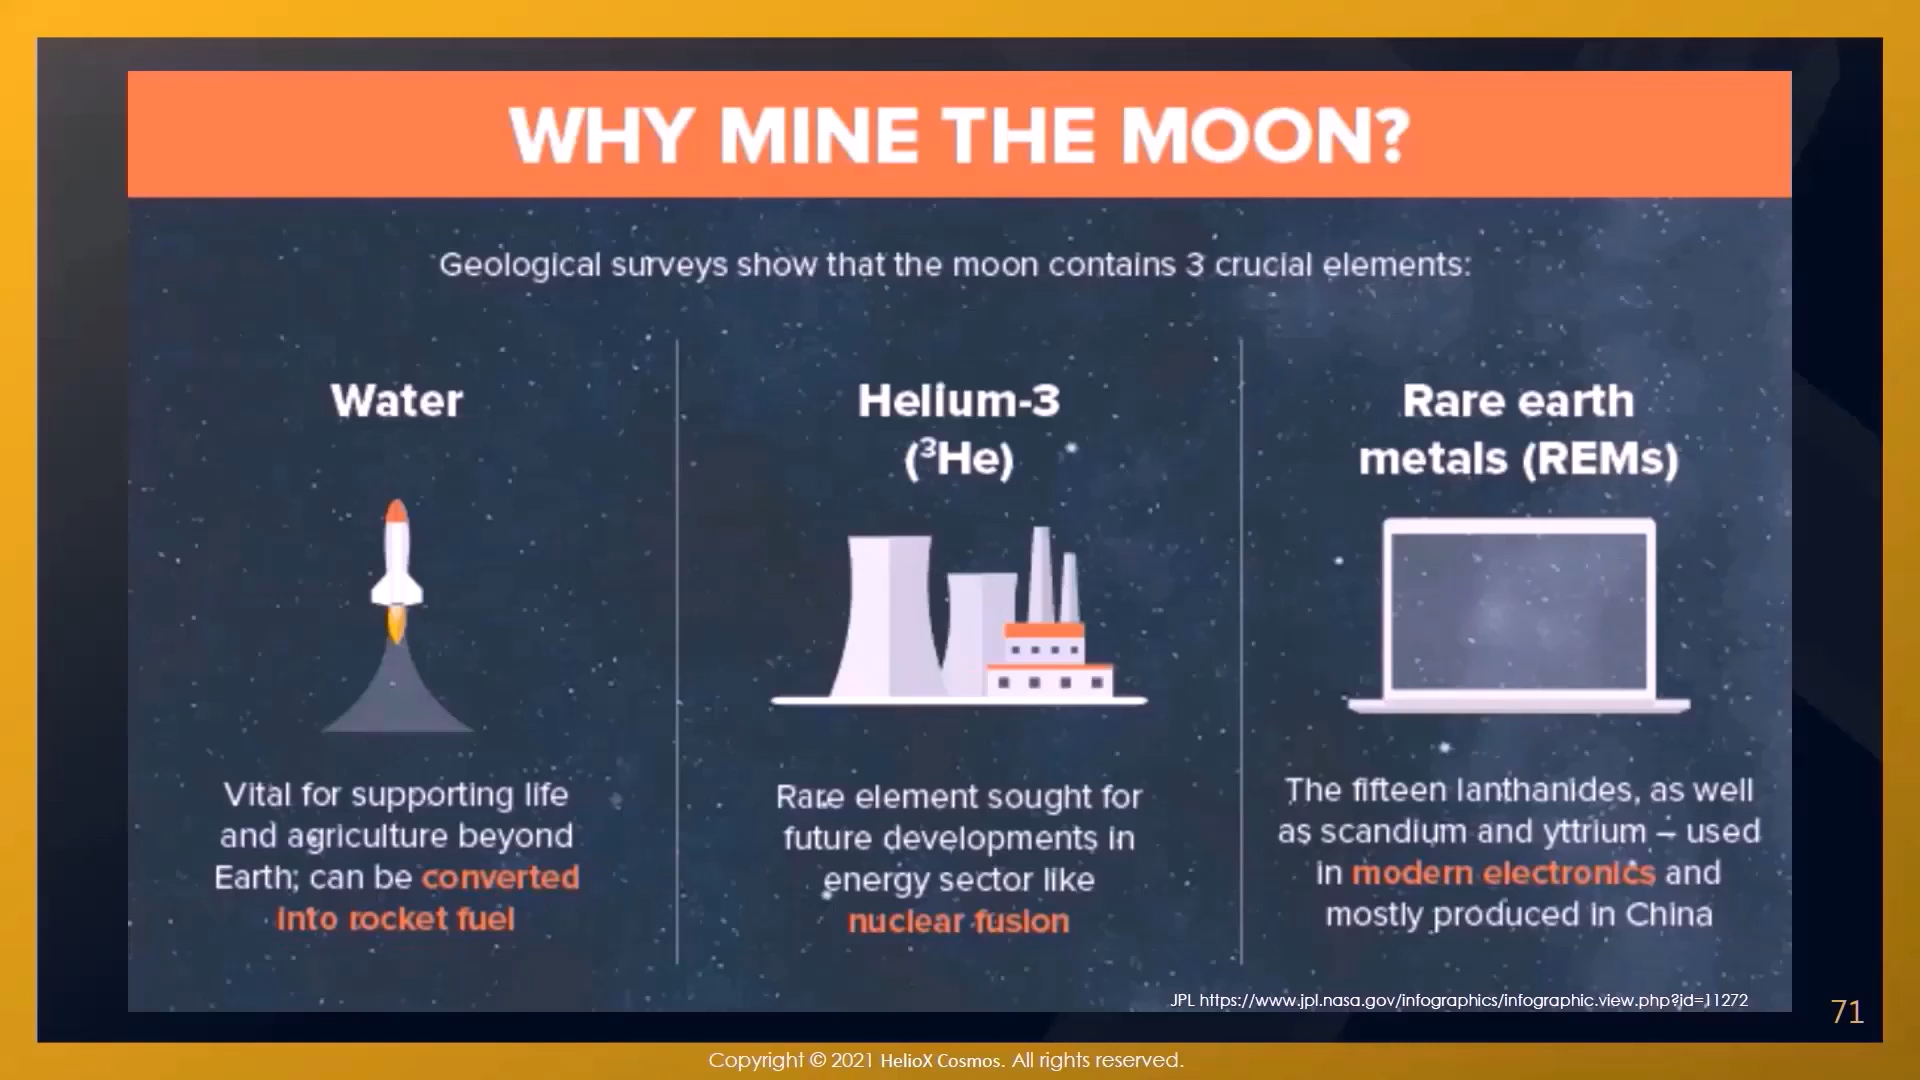 WHY MINE THE MOON?
Geological surveys show that the moon contains 3 crucial elements:
Water
Vital for supporting life
and agriculture beyond
Earth; can be converted
into rocket fuel
Helium-3
(³He)
Rare element sought for
future developments in
energy sector like
nuclear fusion
Rare earth
metals (REMs)
The fifteen lanthanides, as well
as scandium and yttrium – used
in modern electronics and
mostly produced in China
JPL https://www.jpl.nasa.gov/infographics/infographic.view.php?id=11272
71
Copyright © 2021 HelioX Cosmos. All rights reserved.